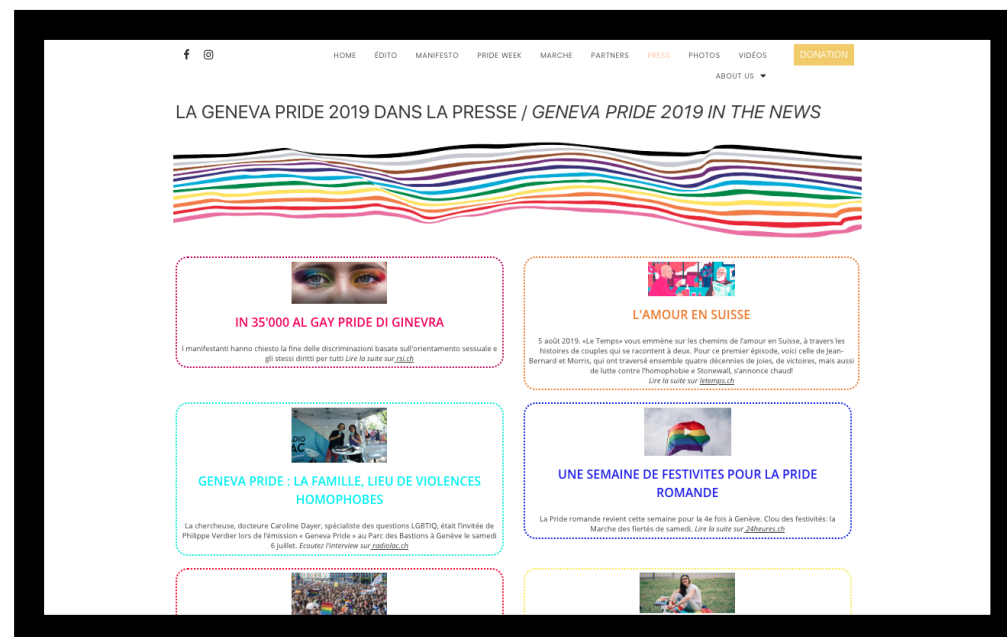 HOME ÉDITO MANIFESTO PRIDE WEEK MARCHE PARTNERS PRESS PHOTOS VIDÉOS DONATION
ABOUT US
LA GENEVA PRIDE 2019 DANS LA PRESSE / GENEVA PRIDE 2019 IN THE NEWS
IN 35'000 AL GAY PRIDE DI GINEVRA
I manifestanti hanno chiesto la fine delle discriminazioni basate sull'orientamento sessuale e
gli stessi diritti per tutti Lire la suite sur rsi.ch
L'AMOUR EN SUISSE
5 août 2019. «Le Temps» vous emmène sur les chemins de l'amour en Suisse, à travers les
histoires de couples qui se racontent à deux. Pour ce premier épisode, voici celle de Jean-
Bernard et Morris, qui ont traversé ensemble quatre décennies de joies, de victoires, mais aussi
de lutte contre l'homophobie e Stonewall, s'annonce chaud!
Lire la suite sur letemps.ch
GENEVA PRIDE : LA FAMILLE, LIEU DE VIOLENCES
HOMOPHOBES
La chercheuse, docteure Caroline Dayer, spécialiste des questions LGBTIQ, était l'invitée de
Philippe Verdier lors de l'émission « Geneva Pride » au Parc des Bastions à Genève le samedi
6 juillet. Ecoutez l'interview sur radiolac.ch
UNE SEMAINE DE FESTIVITES POUR LA PRIDE
ROMANDE
La Pride romande revient cette semaine pour la 4e fois à Genève. Clou des festivités: la
Marche des fiertés de samedi. Lire la suite sur 24heures.ch